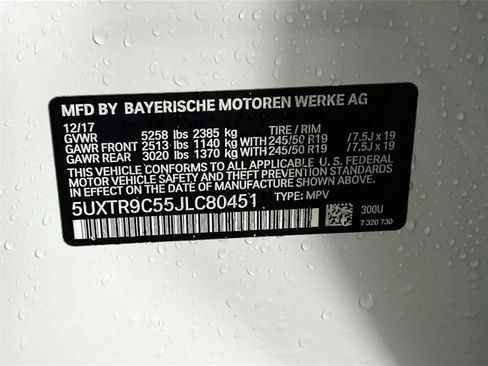 MFD BY BAYERISCHE MOTOREN WERKE AG
12/17
GVWR 5258 lbs 2385 kg TIRE / RIM
GAWR FRONT 2513 lbs 1140 kg WITH 245/50 R19 /7.5J x 19
GAWR REAR 3020 lbs 1370 kg WITH 245/50 R19 /7.5J x 19
THIS VEHICLE CONFORMS TO ALL APPLICABLE U. S. FEDERAL
MOTOR VEHICLE SAFETY AND THEFT PREVENTION STANDARDS
IN EFFECT ON THE DATE OF MANUFACTURE SHOWN ABOVE.
5UXTR9C55JLC80451 TYPE: MPV
300U
7 320 730